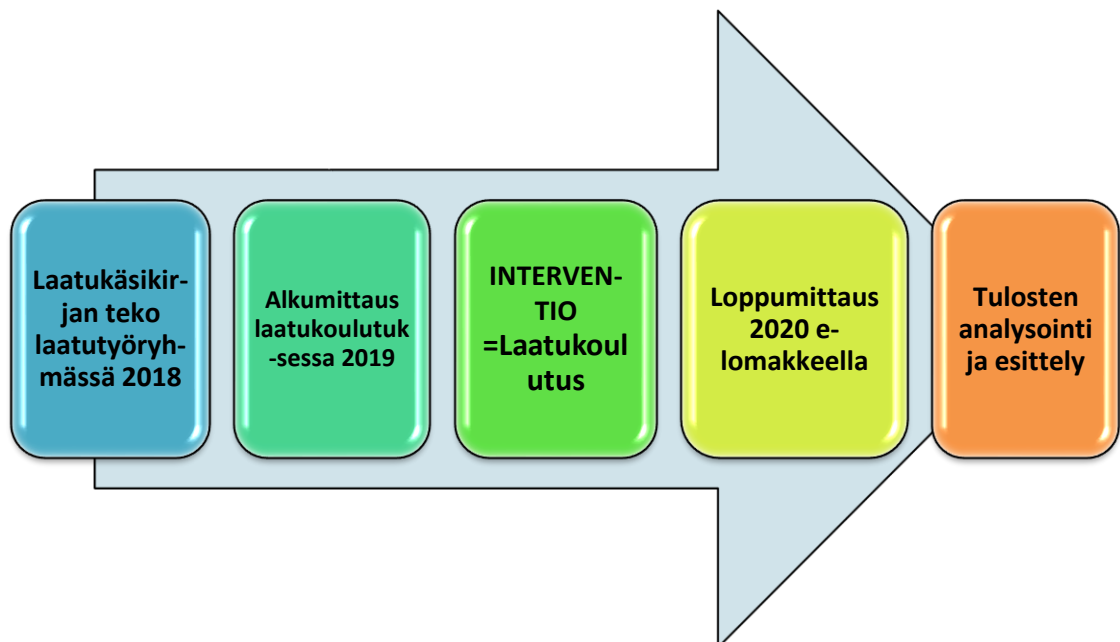 Laatukäsikir-
jan teko
laatutyöryh-
mässä 2018
Alkumittaus
laatukoulutuk
-sessa 2019
INTERVEN-
TIO
=Laatukoul
utus
Loppumittaus
2020 e-
lomakkeella
Tulosten
analysointi
ja esittely